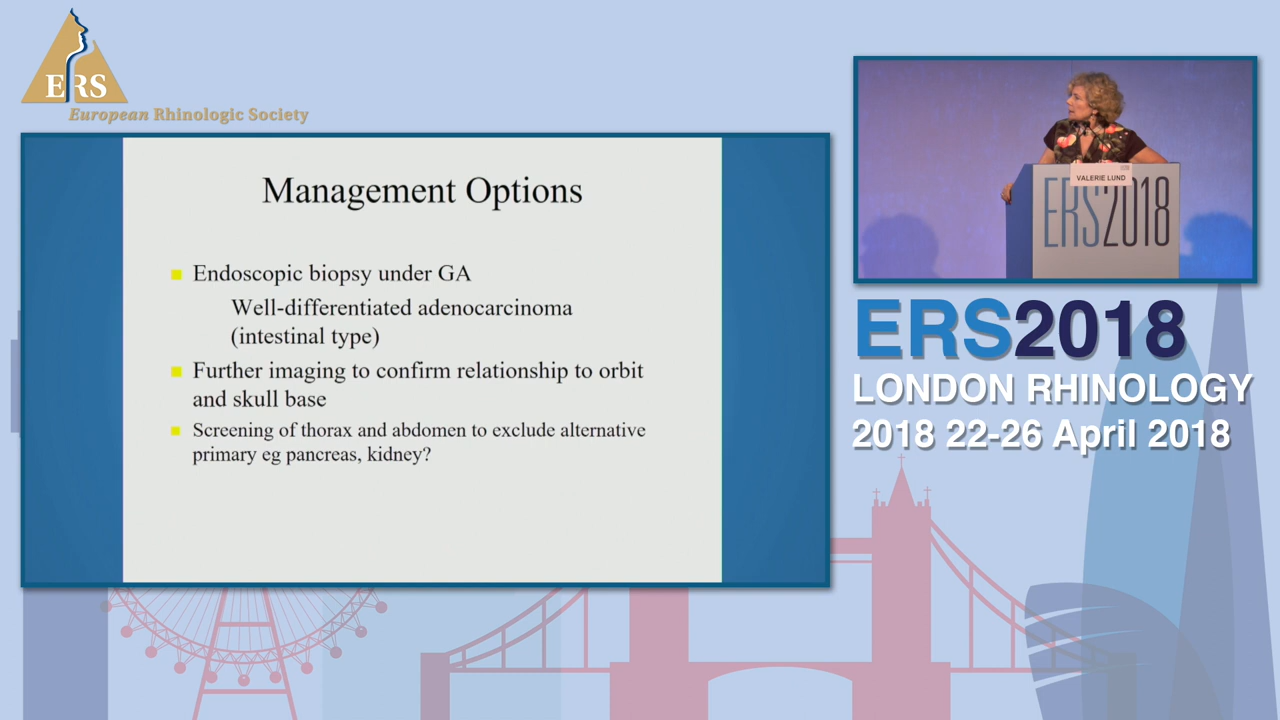 ERS
European Rhinologic Society
Management Options
Endoscopic biopsy under GA
Well-differentiated adenocarcinoma
(intestinal type)
Further imaging to confirm relationship to orbit
and skull base
Screening of thorax and abdomen to exclude alternative
primary eg pancreas, kidney?
VALERIE LUND
ERS2018
ERS2018
LONDON RHINOLOGY
2018 22-26 April 2018